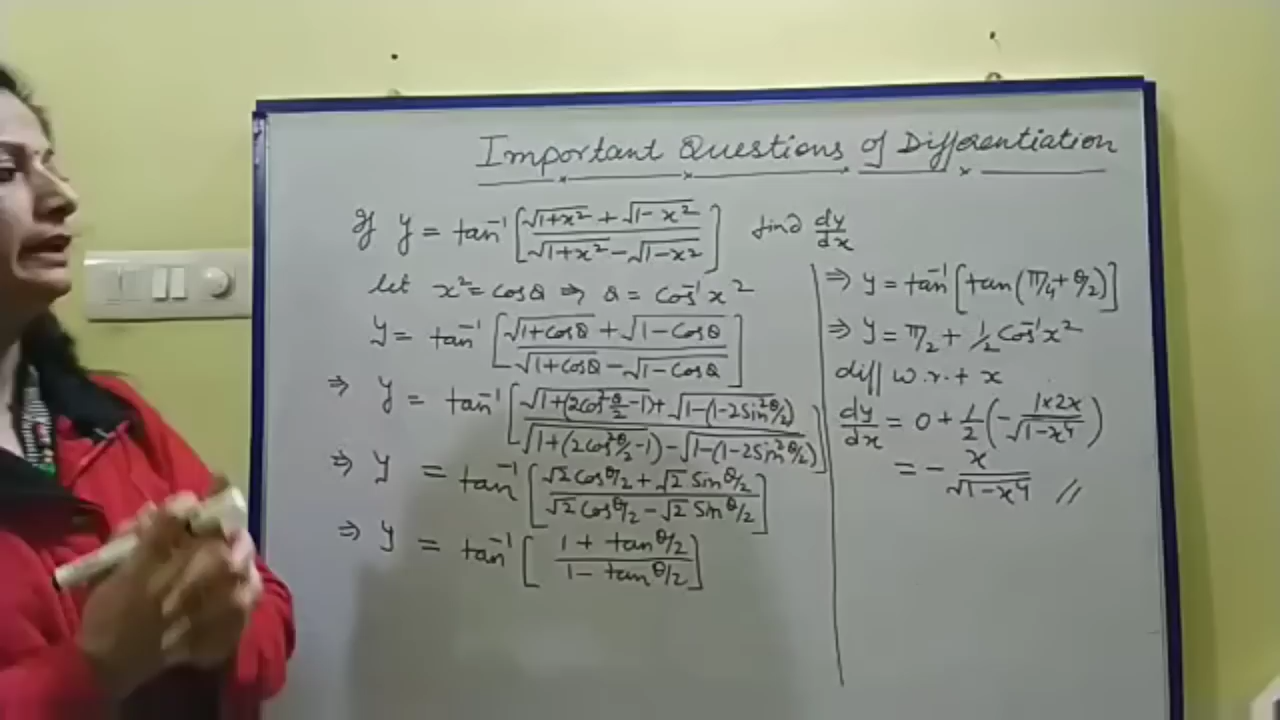 Important Questions of Differentiation
If y = tan⁻¹[(√1+x² + √1-x²)/(√1+x² - √1-x²)] find dy/dx
let x² = cosθ ⇒ θ = Cos⁻¹x²
y = tan⁻¹[(√1+cosθ + √1-Cosθ)/(√1+Cosθ - √1-Cosθ)]
⇒ y = tan⁻¹[(√1+(2cos²θ/2-1) + √1-(1-2Sin²θ/2))/(√1+(2cos²θ/2-1) - √1-(1-2Sin²θ/2))]
⇒ y = tan⁻¹[(√2 Cosθ/2 + √2 Sinθ/2)/(√2 Cosθ/2 - √2 Sinθ/2)]
⇒ y = tan⁻¹[(1 + tanθ/2)/(1 - tanθ/2)]
⇒ y = tan⁻¹[tan(π/4 + θ/2)]
⇒ y = π/2 + 1/2 Cos⁻¹x²
diff w.r.t x
dy/dx = 0 + 1/2(- 1×2x/√1-x⁴)
= - x/√1-x⁴ //